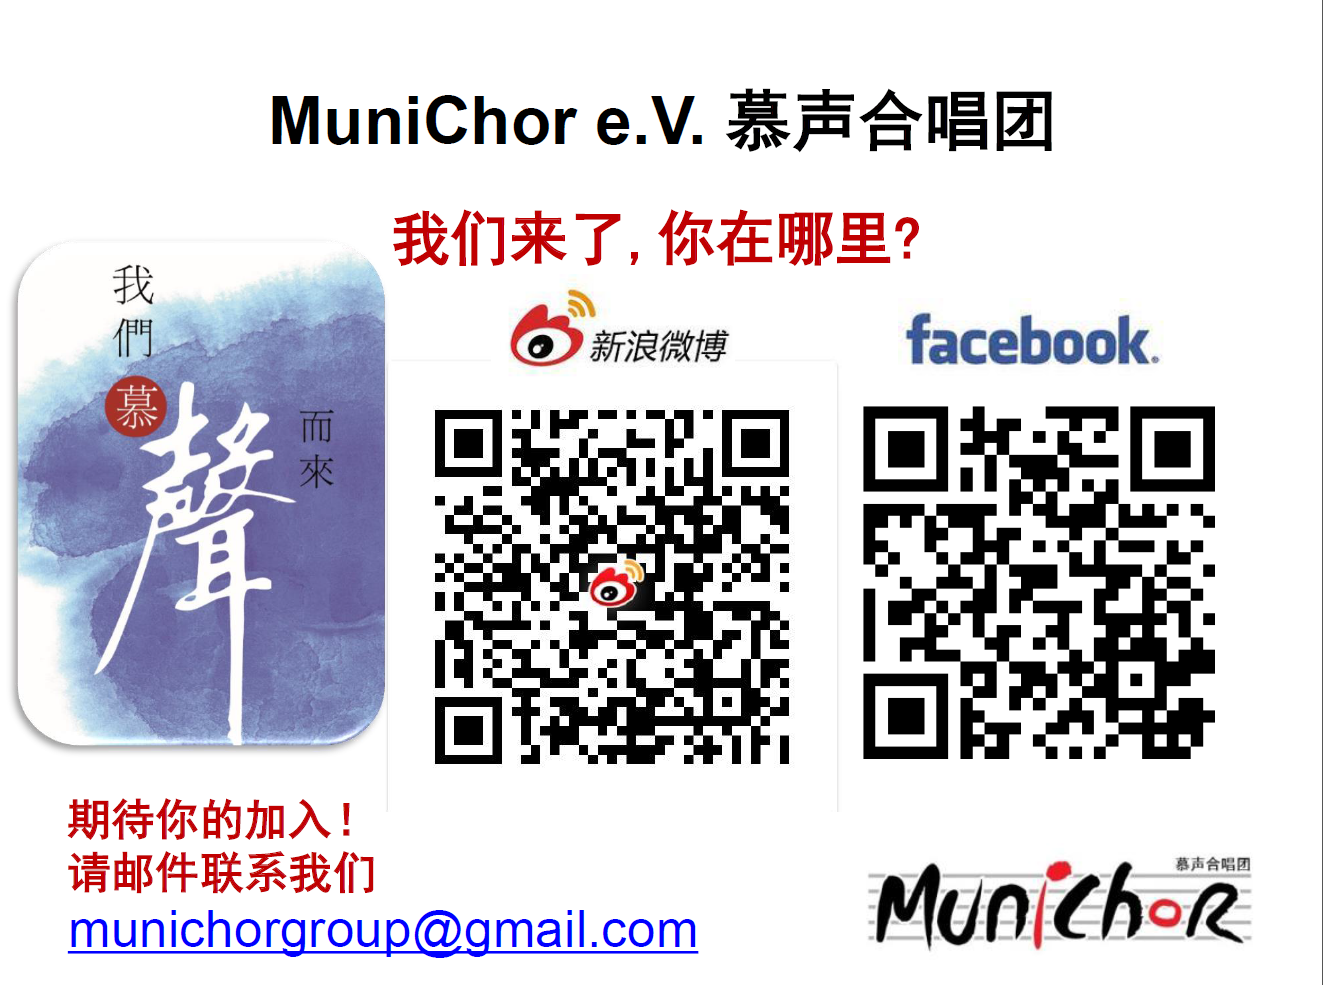 MuniChor e.V. 慕声合唱团
我们来了,你在哪里?
我們
慕
聲
而來
新浪微博
facebook.
期待你的加入!
请邮件联系我们
munichorgroup@gmail.com
慕声合唱团
MuniChoR